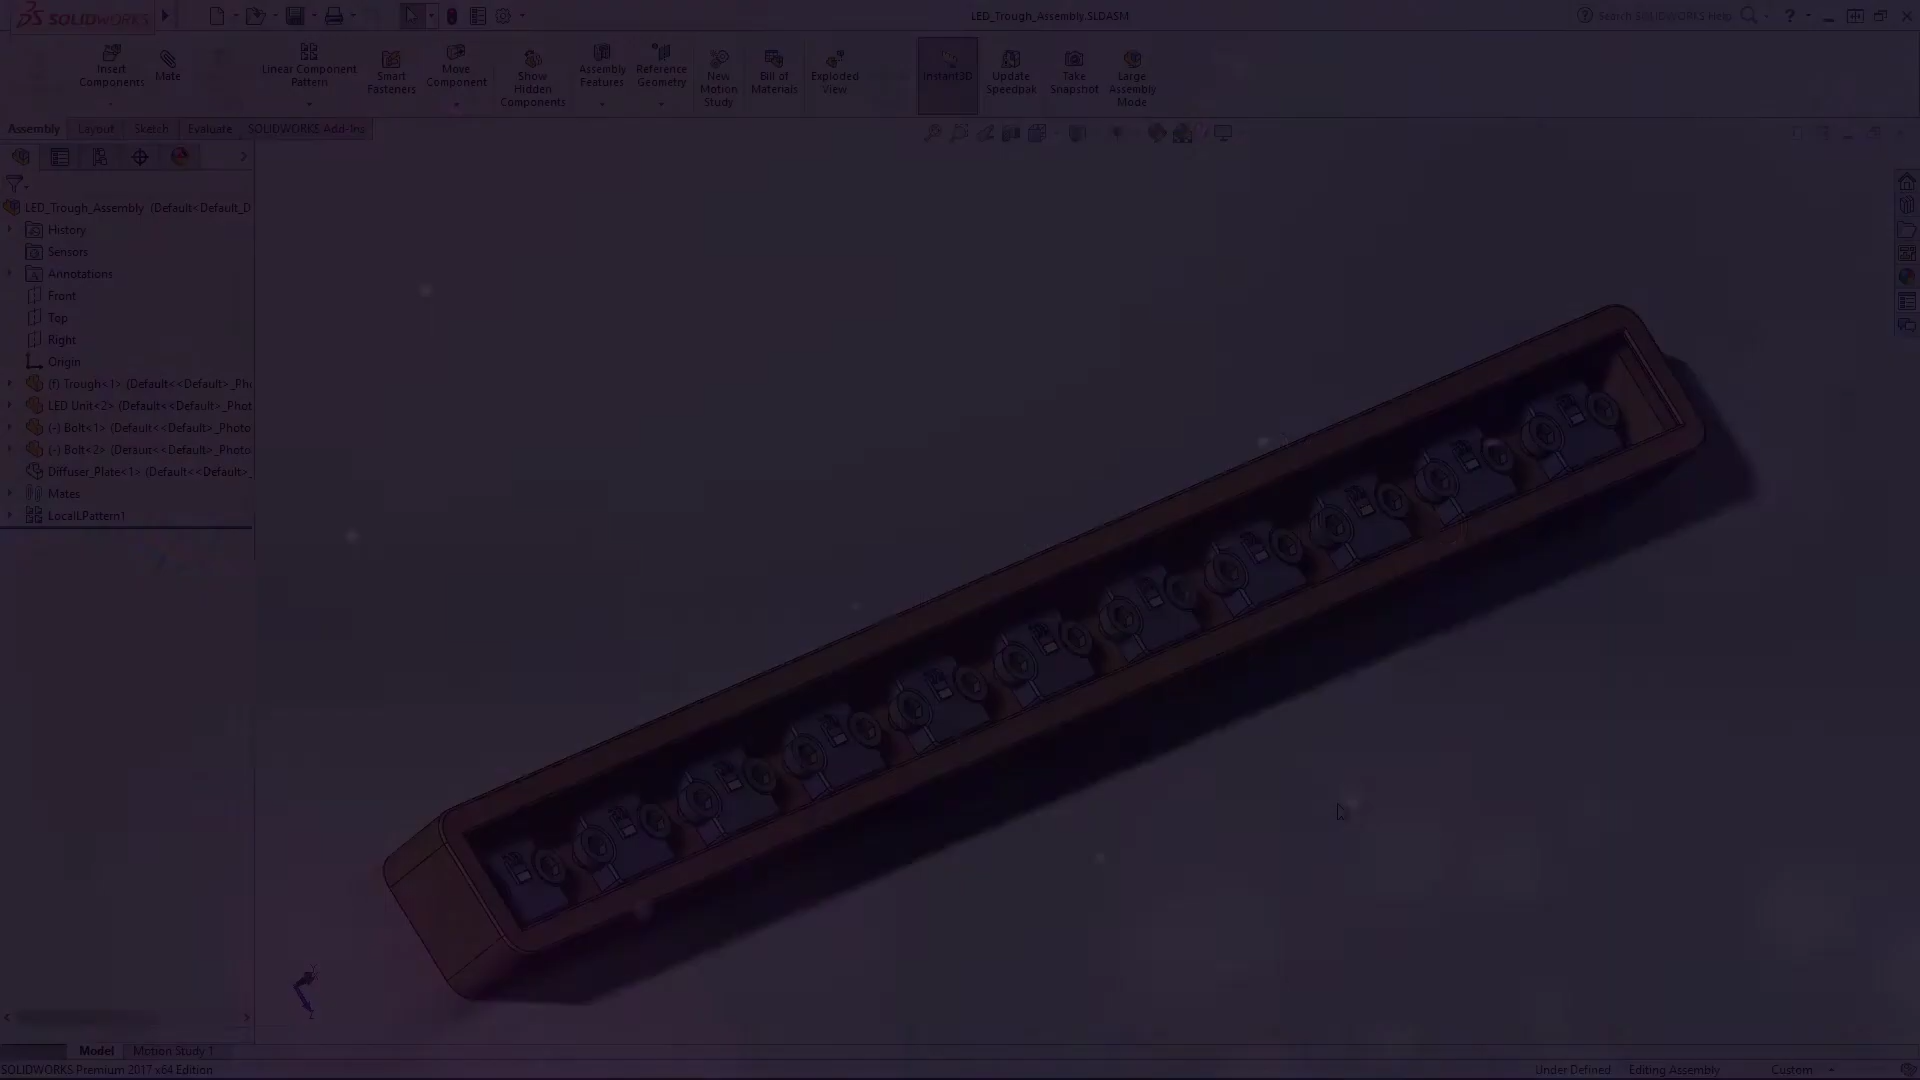 SOLIDWORKS
LED_Trough_Assembly.SLDASM
Search SOLIDWORKS Help
Insert Components
Mate
Linear Component Pattern
Smart Fasteners
Move Component
Show Hidden Components
Assembly Features
Reference Geometry
New Motion Study
Bill of Materials
Exploded View
Instant3D
Update Speedpak
Take Snapshot
Large Assembly Mode
Assembly
Layout
Sketch
Evaluate
SOLIDWORKS Add-Ins
LED_Trough_Assembly (Default<Default_D
History
Sensors
Annotations
Front
Top
Right
Origin
(f) Trough<1> (Default<<Default>_Pho
LED Unit<2> (Default<<Default>_Phot
(-) Bolt<1> (Default<<Default>_Photo
(-) Bolt<2> (Default<<Default>_Photo
Diffuser_Plate<1> (Default<<Default>_
Mates
LocalLPattern1
Model
Motion Study 1
SOLIDWORKS Premium 2017 x64 Edition
Under Defined
Editing Assembly
Custom